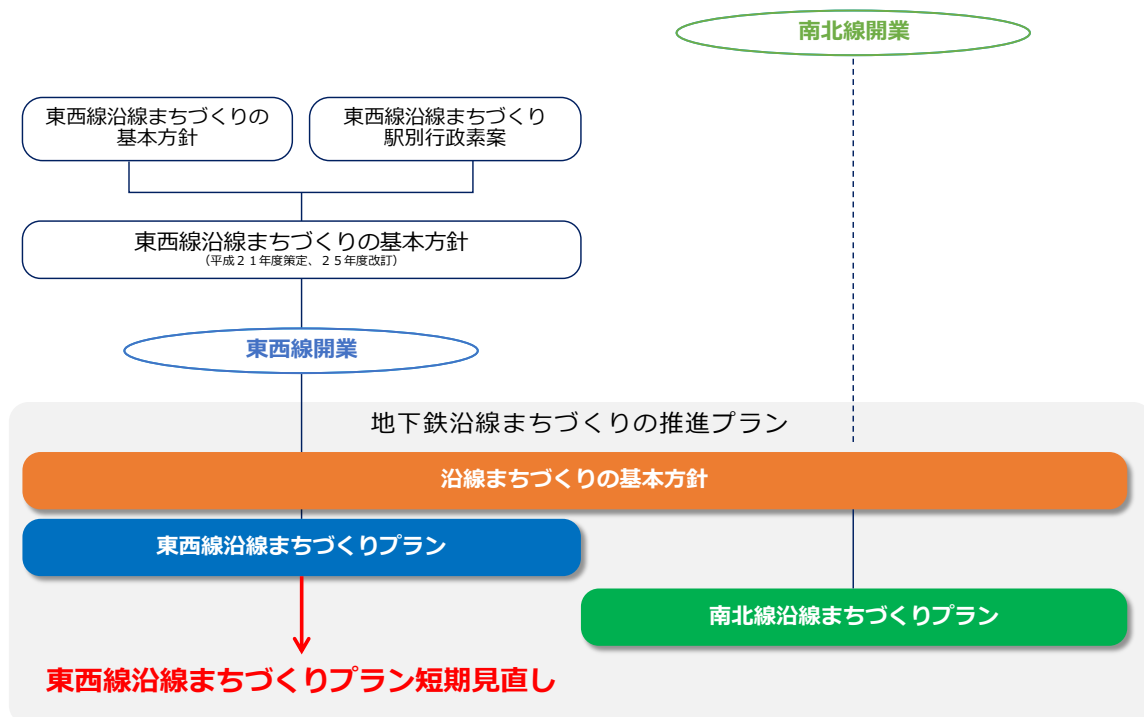 南北線開業
東西線沿線まちづくりの
基本方針
東西線沿線まちづくり
駅別行政素案
東西線沿線まちづくりの基本方針
（平成２１年度策定、２５年度改訂）
東西線開業
地下鉄沿線まちづくりの推進プラン
沿線まちづくりの基本方針
東西線沿線まちづくりプラン
南北線沿線まちづくりプラン
東西線沿線まちづくりプラン短期見直し